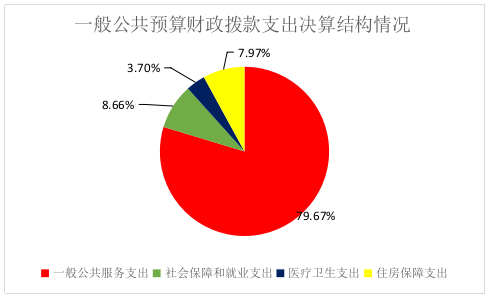 一般公共预算财政拨款支出决算结构情况
7.97%
3.70%
8.66%
79.67%
一般公共服务支出 社会保障和就业支出 医疗卫生支出 住房保障支出